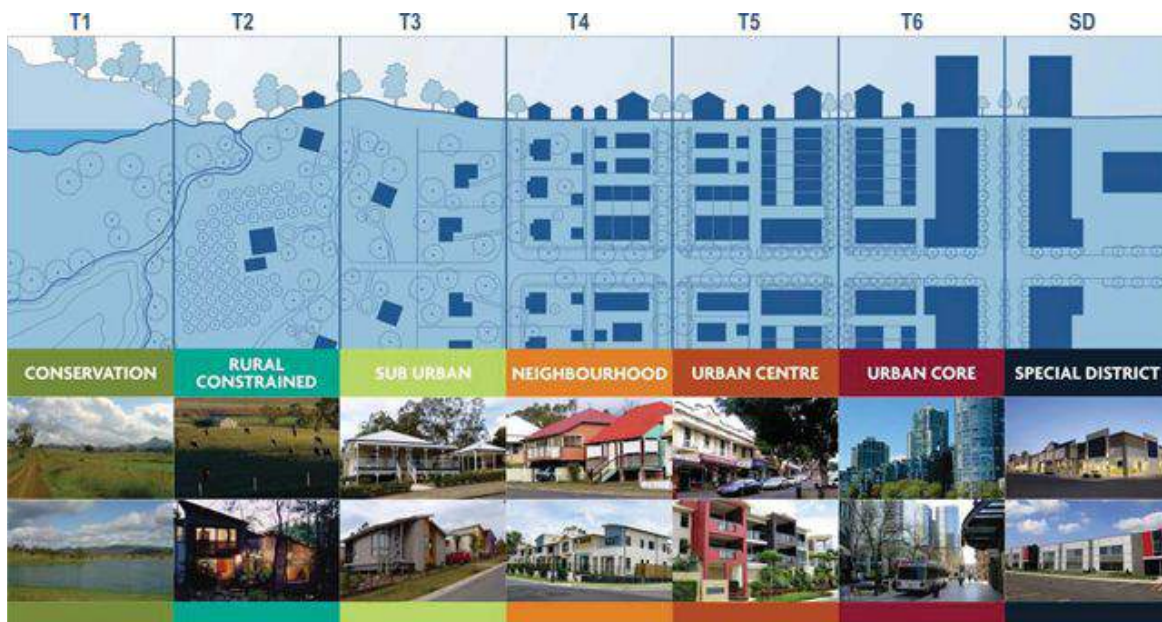 T1 T2 T3 T4 T5 T6 SD
CONSERVATION
RURAL
CONSTRAINED
SUB URBAN
NEIGHBOURHOOD
URBAN CENTRE
URBAN CORE
SPECIAL DISTRICT